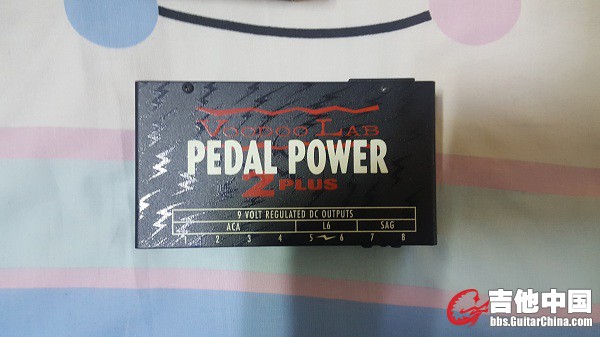 VOODOO LAB
PEDAL POWER
2 PLUS
9 VOLT REGULATED DC OUTPUTS
ACA L6 SAG
1 2 3 4 5 6 7 8
吉他中国
bbs.GuitarChina.com